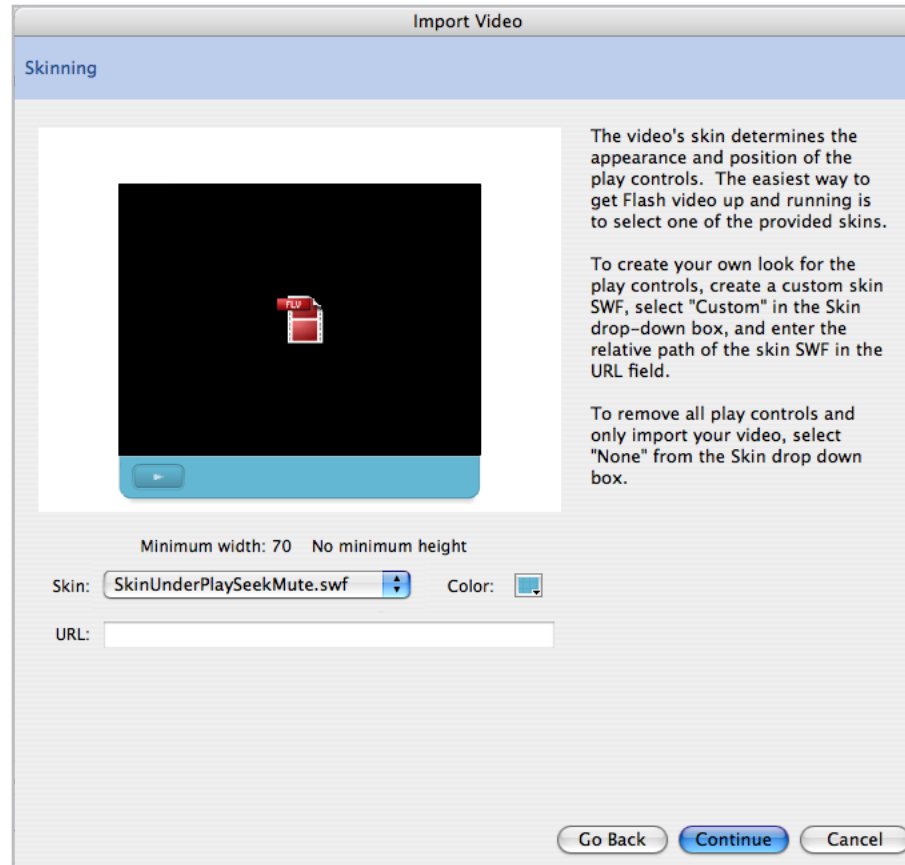 Import Video
Skinning
The video's skin determines the
appearance and position of the
play controls.  The easiest way to
get Flash video up and running is
to select one of the provided skins.
To create your own look for the
play controls, create a custom skin
SWF, select "Custom" in the Skin
drop-down box, and enter the
relative path of the skin SWF in the
URL field.
To remove all play controls and
only import your video, select
"None" from the Skin drop down
box.
FLV
Minimum width: 70    No minimum height
Skin: SkinUnderPlaySeekMute.swf    Color:
URL:
Go Back    Continue    Cancel